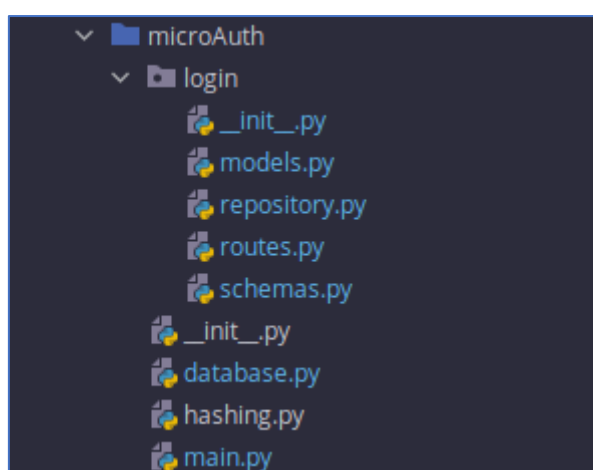 microAuth
login
__init__.py
models.py
repository.py
routes.py
schemas.py
__init__.py
database.py
hashing.py
main.py